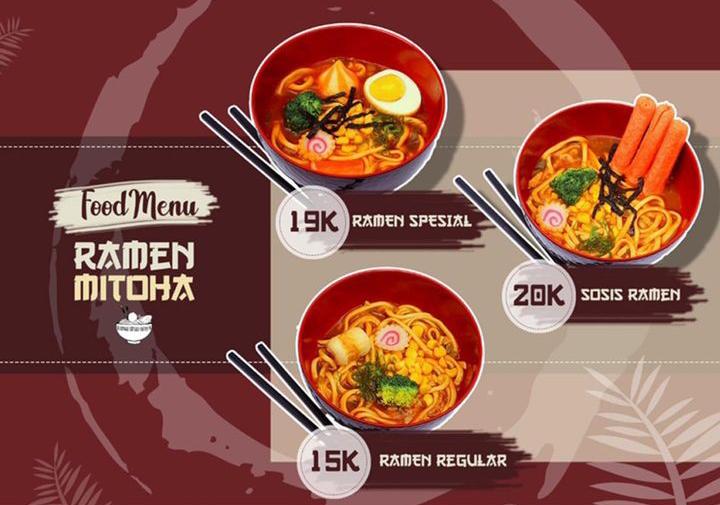 Food Menu
RAMEN
MITOHA
19K
RAMEN SPESIAL
20K
SOSIS RAMEN
15K
RAMEN REGULAR